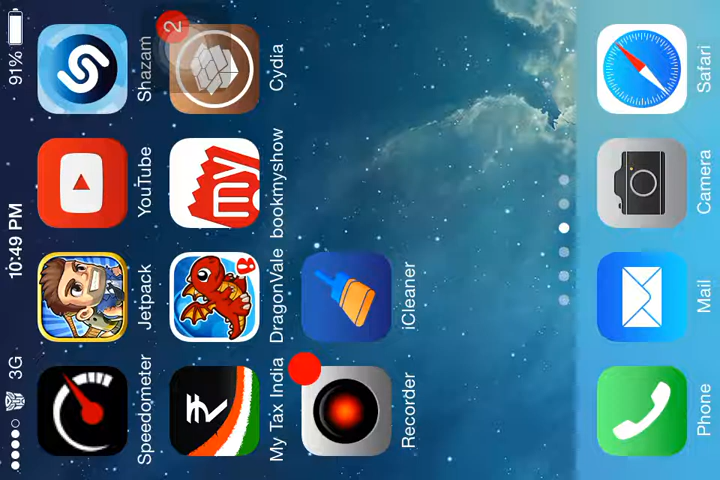 3G
10:49 PM
91%
Speedometer
Jetpack
YouTube
Shazam
₹
My Tax India
DragonVale
my
bookmyshow
2
Cydia
Recorder
iCleaner
Phone
Mail
Camera
Safari